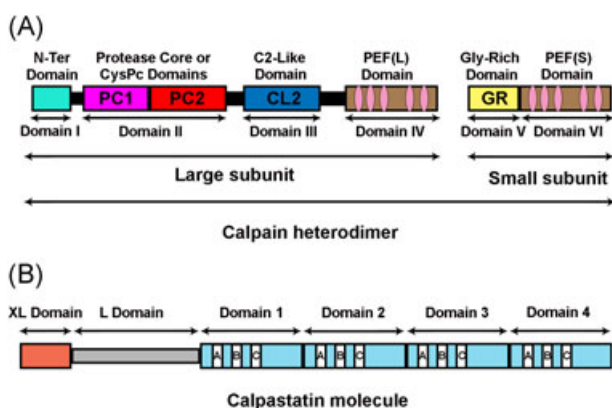 (A)
N-Ter Domain
Protease Core or CysPc Domains
C2-Like Domain
PEF(L) Domain
Gly-Rich Domain
PEF(S) Domain
PC1 PC2 CL2 GR
Domain I Domain II Domain III Domain IV Domain V Domain VI
Large subunit Small subunit
Calpain heterodimer
(B)
XL Domain L Domain Domain 1 Domain 2 Domain 3 Domain 4
A B C A B C A B C A B C
Calpastatin molecule